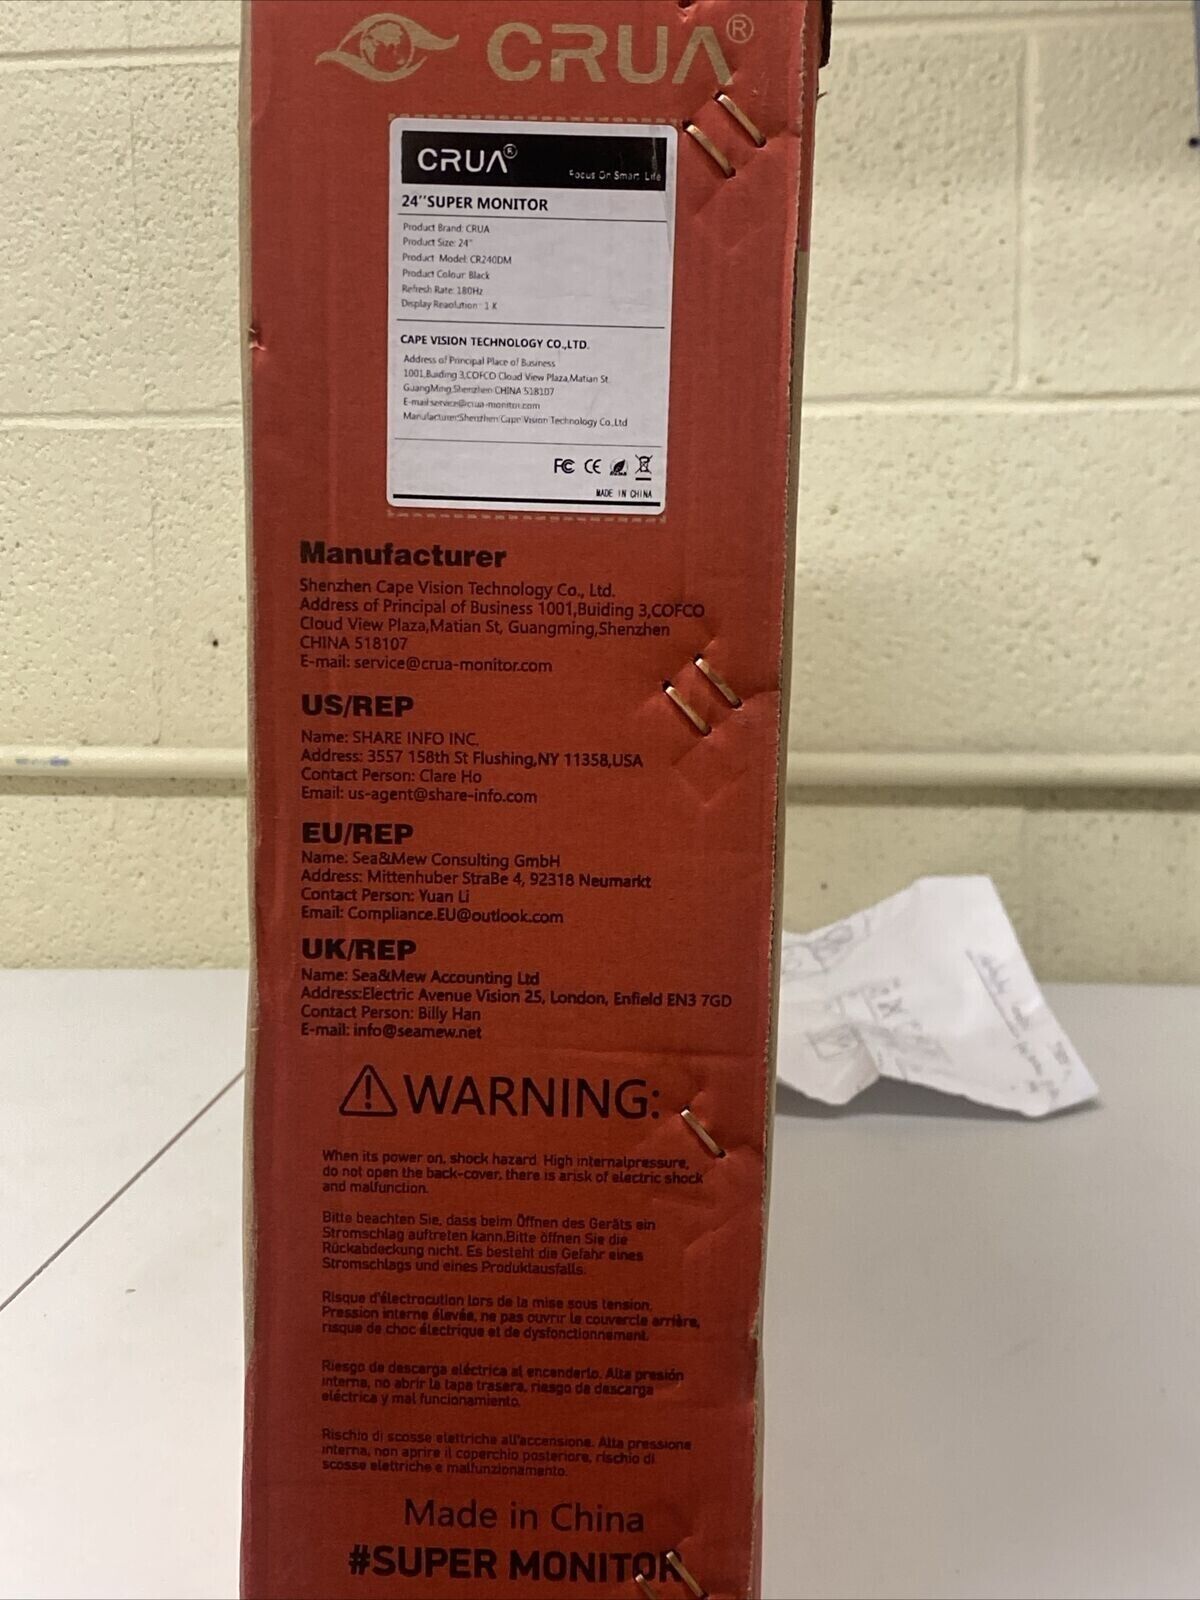 CRUA®
CRUA®
Focus On Smart Life
24''SUPER MONITOR
Product Brand: CRUA
Product Size: 24"
Product Model: CR240DM
Product Colour: Black
Refresh Rate: 180Hz
Display Reaolution: 1 K
CAPE VISION TECHNOLOGY CO.,LTD.
Address of Principal Place of Business
1001,Buiding 3,COFCO Cloud View Plaza,Matian St.
GuangMing,Shenzhen CHINA 518107
E-mail:service@crua-monitor.com
Manufacturer:Shenzhen Cape Vision Technology Co.,Ltd
FC CE
MADE IN CHINA
Manufacturer
Shenzhen Cape Vision Technology Co., Ltd.
Address of Principal of Business 1001,Buiding 3,COFCO
Cloud View Plaza,Matian St, Guangming,Shenzhen
CHINA 518107
E-mail: service@crua-monitor.com
US/REP
Name: SHARE INFO INC.
Address: 3557 158th St Flushing,NY 11358,USA
Contact Person: Clare Ho
Email: us-agent@share-info.com
EU/REP
Name: Sea&Mew Consulting GmbH
Address: Mittenhuber StraBe 4, 92318 Neumarkt
Contact Person: Yuan Li
Email: Compliance.EU@outlook.com
UK/REP
Name: Sea&Mew Accounting Ltd
Address:Electric Avenue Vision 25, London, Enfield EN3 7GD
Contact Person: Billy Han
E-mail: info@seamew.net
WARNING:
When its power on, shock hazard. High internalpressure,
do not open the back-cover, there is arisk of electric shock
and malfunction.
Bitte beachten Sie, dass beim Öffnen des Geräts ein
Stromschlag auftreten kann.Bitte öffnen Sie die
Rückabdeckung nicht. Es besteht die Gefahr eines
Stromschlags und eines Produktausfalls.
Risque d'électrocution lors de la mise sous tension.
Pression interne élevée, ne pas ouvrir le couvercle arrière,
risque de choc électrique et de dysfonctionnement.
Riesgo de descarga eléctrica al encenderlo. Alta presión
interna, no abrir la tapa trasera, riesgo de descarga
eléctrica y mal funcionamiento.
Rischio di scosse elettriche all'accensione. Alta pressione
interna, non aprire il coperchio posteriore, rischio di
scosse elettriche e malfunzionamento.
Made in China
#SUPER MONITOR